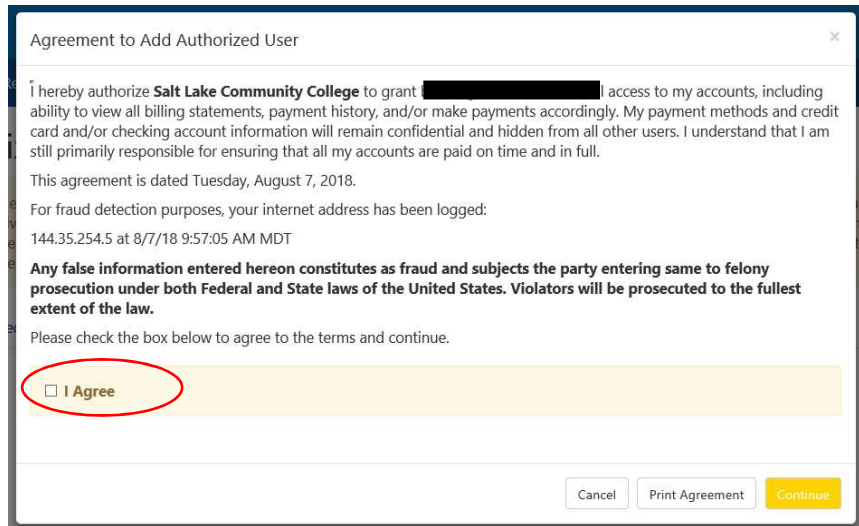 Agreement to Add Authorized User
×
I hereby authorize Salt Lake Community College to grant access to my accounts, including
ability to view all billing statements, payment history, and/or make payments accordingly. My payment methods and credit
card and/or checking account information will remain confidential and hidden from all other users. I understand that I am
still primarily responsible for ensuring that all my accounts are paid on time and in full.
This agreement is dated Tuesday, August 7, 2018.
For fraud detection purposes, your internet address has been logged:
144.35.254.5 at 8/7/18 9:57:05 AM MDT
Any false information entered hereon constitutes as fraud and subjects the party entering same to felony
prosecution under both Federal and State laws of the United States. Violators will be prosecuted to the fullest
extent of the law.
Please check the box below to agree to the terms and continue.
I Agree
Cancel Print Agreement Continue